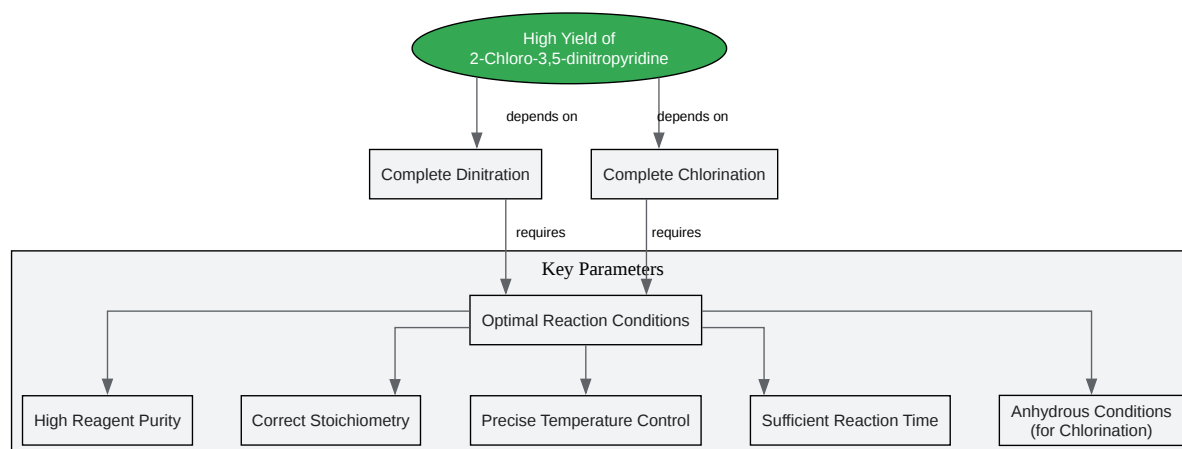 High Yield of
2-Chloro-3,5-dinitropyridine
depends on
depends on
Complete Dinitration
Complete Chlorination
requires
requires
Key Parameters
Optimal Reaction Conditions
High Reagent Purity
Correct Stoichiometry
Precise Temperature Control
Sufficient Reaction Time
Anhydrous Conditions
(for Chlorination)